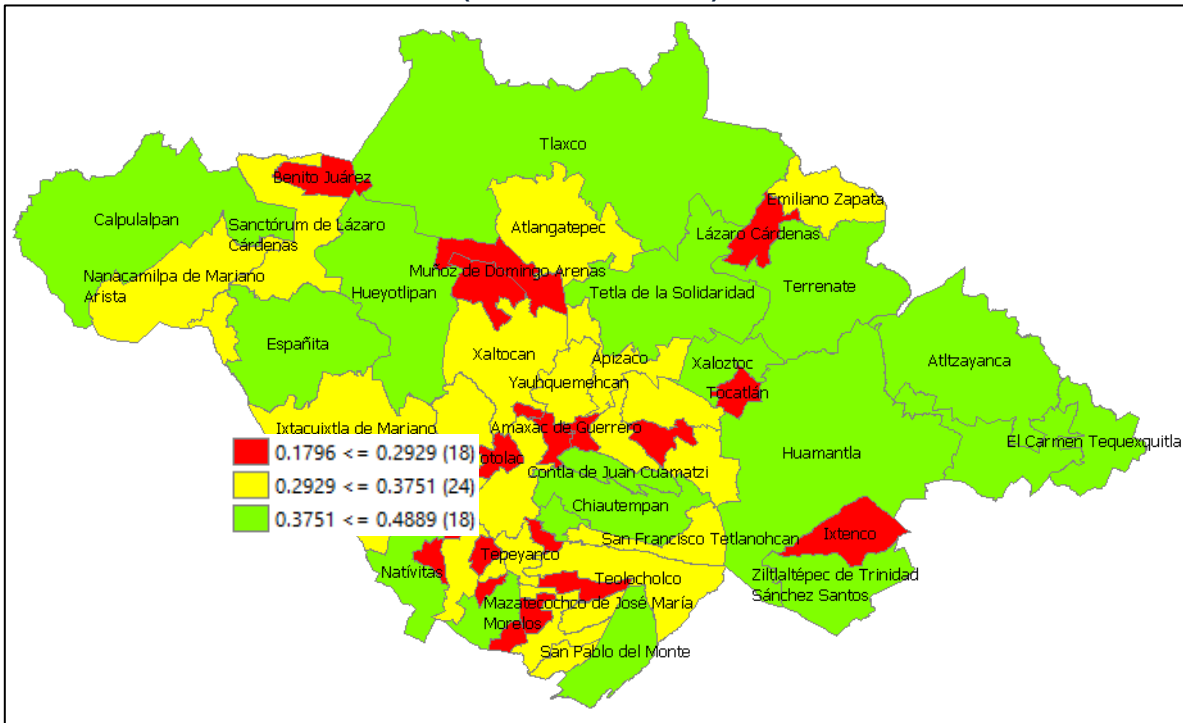 Tlaxco
Benito Juárez
Emiliano Zapata
Calpulalpan
Sanctórum de Lázaro
Cárdenas
Atlangatepec
Lázaro Cárdenas
Nanacamilpa de Mariano
Arista
Muñoz de Domingo Arenas
Hueyotlipan
Tetla de la Solidaridad
Terrenate
Españita
Xaltocan
Apizaco
Xaloztoc
Atltzayanca
Yauhquemehcan
Tocatlán
Ixtacuixtla de Mariano
Amaxac de Guerrero
El Carmen Tequexquitla
0.1796 <= 0.2929 (18)
otolac
Huamantla
Contla de Juan Cuamatzi
0.2929 <= 0.3751 (24)
Chiautempan
0.3751 <= 0.4889 (18)
San Francisco Tetlanohcan
Ixtenco
Tepeyanco
Natívitas
Teolocholco
Ziltlaltépec de Trinidad
Sánchez Santos
Mazatecochco de José María
Morelos
San Pablo del Monte